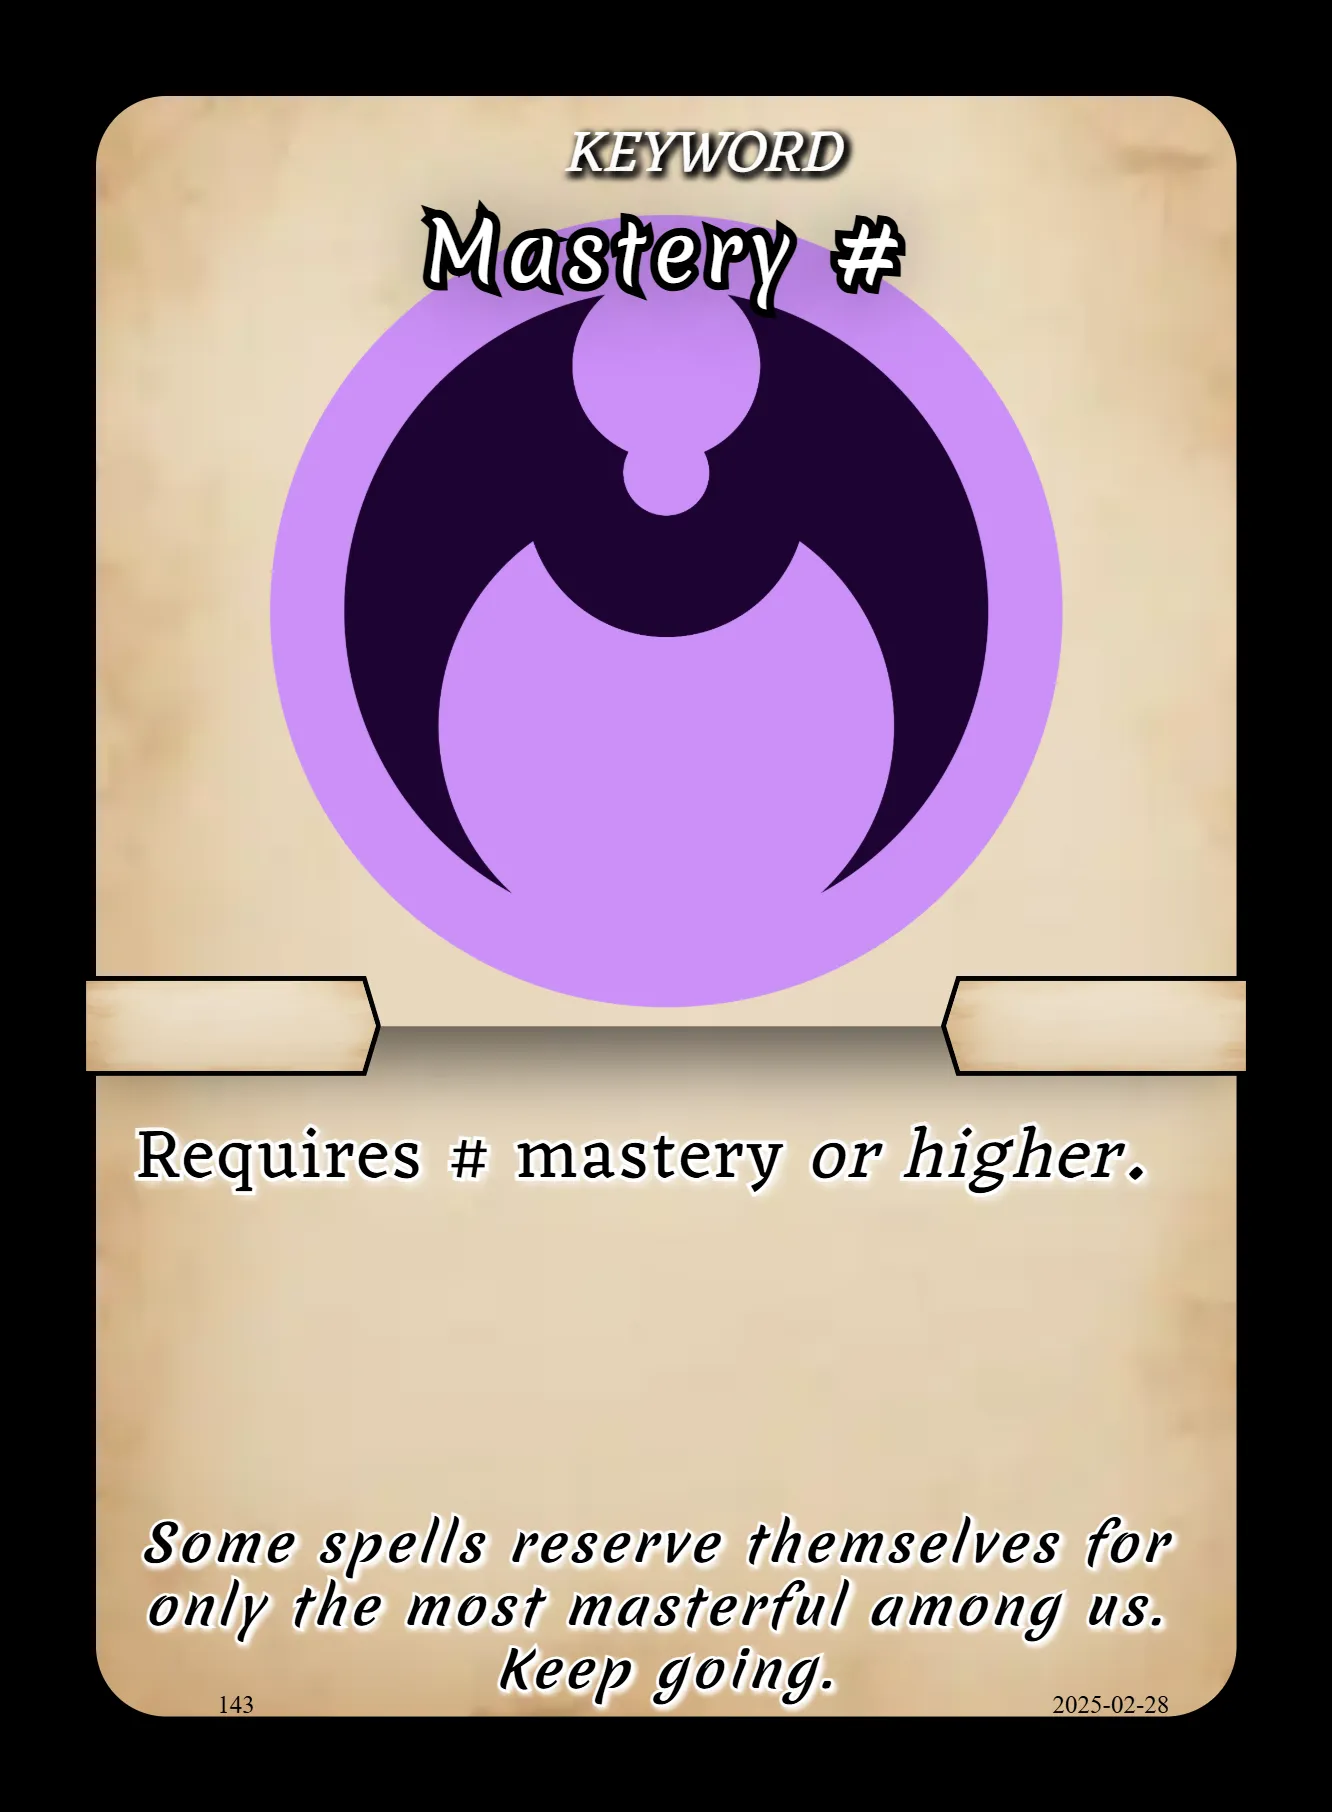 KEYWORD
Mastery #
Requires # mastery or higher.
Some spells reserve themselves for
only the most masterful among us.
Keep going.
143
2025-02-28